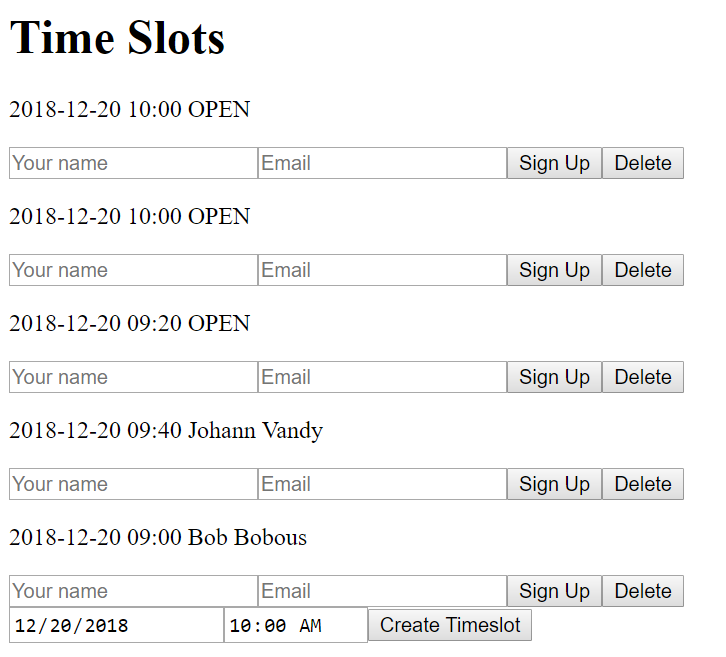 Time Slots
2018-12-20 10:00 OPEN
Your name Email Sign Up Delete
2018-12-20 10:00 OPEN
Your name Email Sign Up Delete
2018-12-20 09:20 OPEN
Your name Email Sign Up Delete
2018-12-20 09:40 Johann Vandy
Your name Email Sign Up Delete
2018-12-20 09:00 Bob Bobous
Your name Email Sign Up Delete
12/20/2018 10:00 AM Create Timeslot